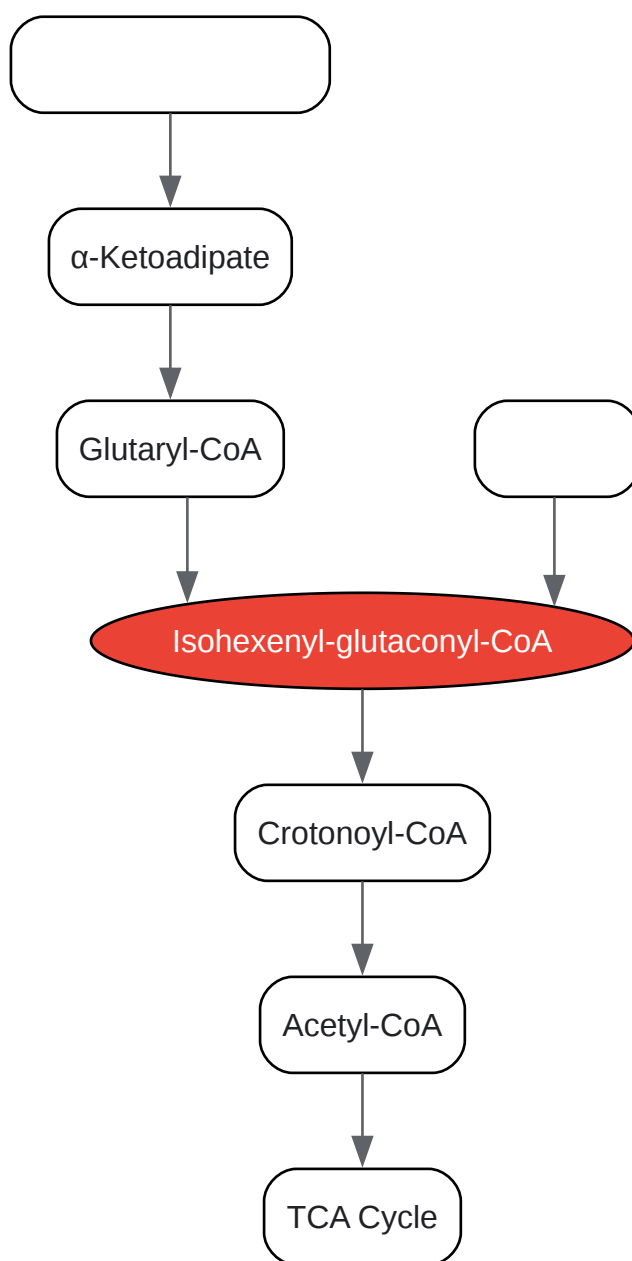 α-Ketoadipate
Glutaryl-CoA
Isohexenyl-glutaconyl-CoA
Crotonoyl-CoA
Acetyl-CoA
TCA Cycle